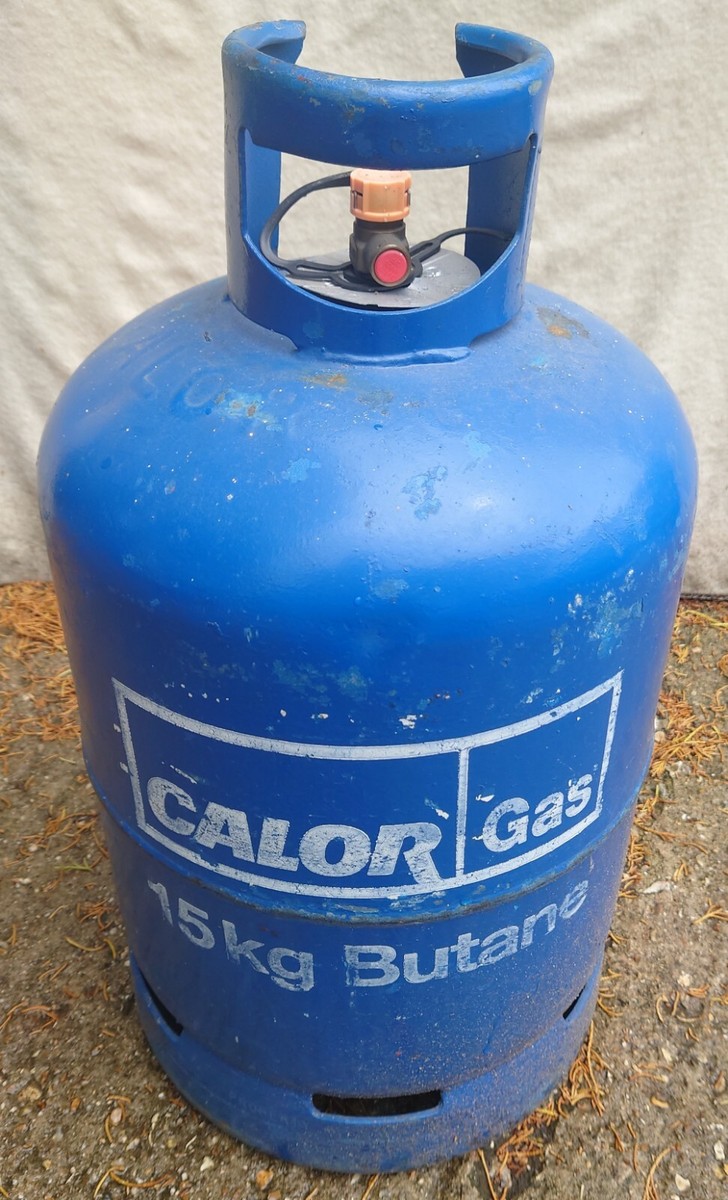 CALOR Gas
15kg Butane